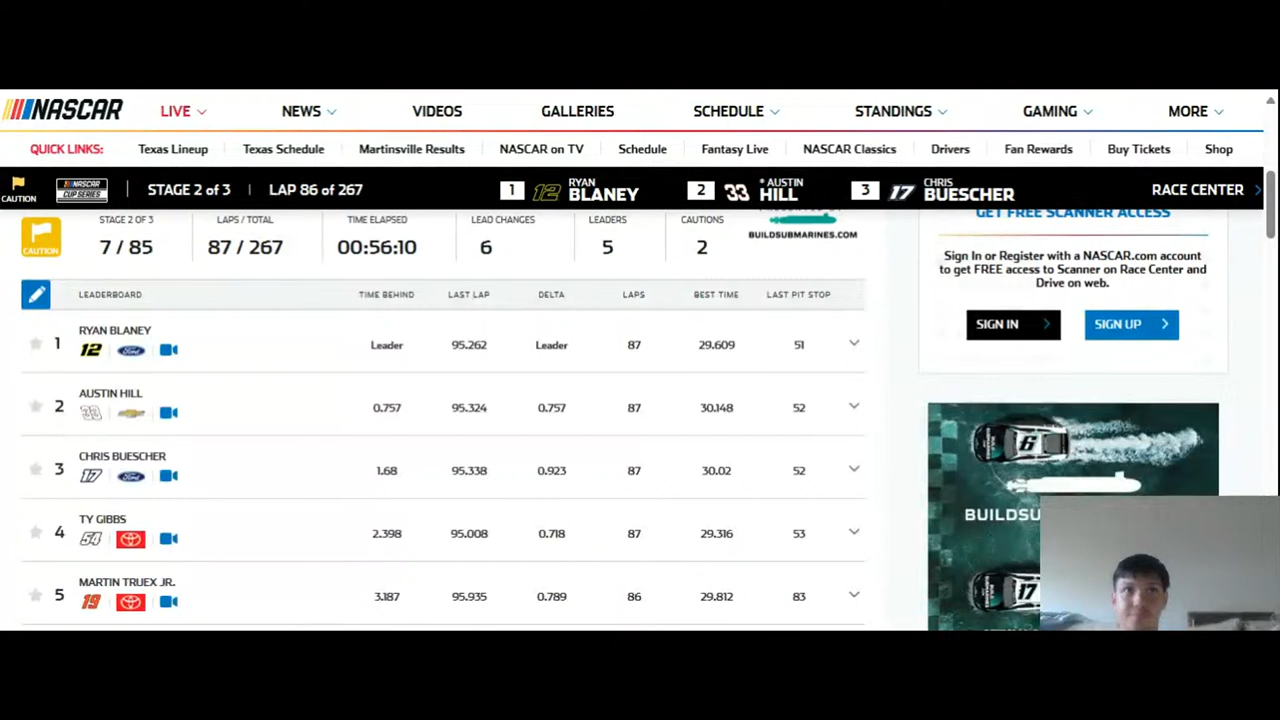 NASCAR
LIVE
NEWS
VIDEOS
GALLERIES
SCHEDULE
STANDINGS
GAMING
MORE
QUICK LINKS:
Texas Lineup
Texas Schedule
Martinsville Results
NASCAR on TV
Schedule
Fantasy Live
NASCAR Classics
Drivers
Fan Rewards
Buy Tickets
Shop
CAUTION
NASCAR
CUP SERIES
STAGE 2 of 3
LAP 86 of 267
1 12 RYAN
BLANEY
2 33 * AUSTIN
HILL
3 17 CHRIS
BUESCHER
RACE CENTER
CAUTION
STAGE 2 OF 3
7 / 85
LAPS / TOTAL
87 / 267
TIME ELAPSED
00:56:10
LEAD CHANGES
6
LEADERS
5
CAUTIONS
2
BUILDSUBMARINES.COM
GET FREE SCANNER ACCESS
Sign In or Register with a NASCAR.com account
to get FREE access to Scanner on Race Center and
Drive on web.
SIGN IN
SIGN UP
LEADERBOARD TIME BEHIND LAST LAP DELTA LAPS BEST TIME LAST PIT STOP
1 RYAN BLANEY Leader 95.262 Leader 87 29.609 51
12 Ford
2 AUSTIN HILL 0.757 95.324 0.757 87 30.148 52
33
3 CHRIS BUESCHER 1.68 95.338 0.923 87 30.02 52
17 Ford
4 TY GIBBS 2.398 95.008 0.718 87 29.316 53
54
5 MARTIN TRUEX JR. 3.187 95.935 0.789 86 29.812 83
19
6
BUILDSU
17